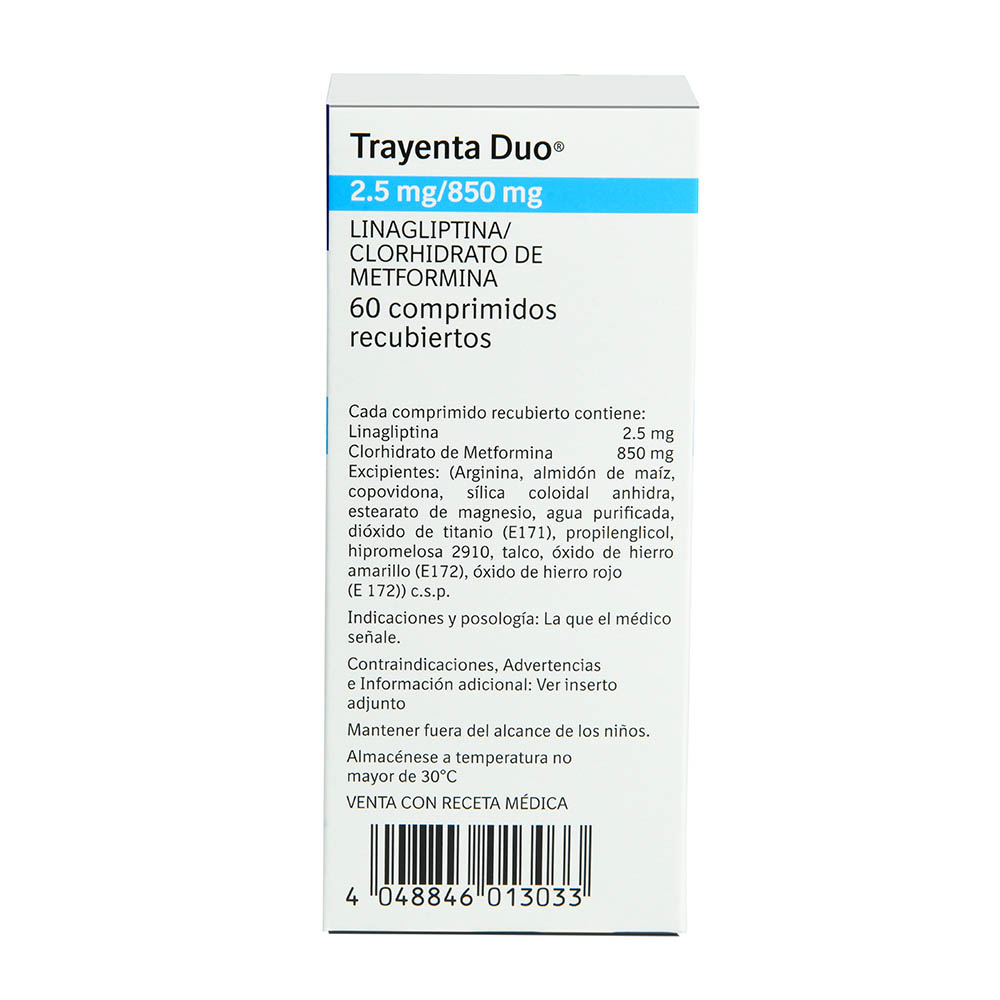 Trayenta Duo®
2.5 mg/850 mg
LINAGLIPTINA/
CLORHIDRATO DE
METFORMINA
60 comprimidos
recubiertos
Cada comprimido recubierto contiene:
Linagliptina 2.5 mg
Clorhidrato de Metformina 850 mg
Excipientes: (Arginina, almidón de maíz,
copovidona, sílica coloidal anhidra,
estearato de magnesio, agua purificada,
dióxido de titanio (E171), propilenglicol,
hipromelosa 2910, talco, óxido de hierro
amarillo (E172), óxido de hierro rojo
(E 172)) c.s.p.
Indicaciones y posología: La que el médico
señale.
Contraindicaciones, Advertencias
e Información adicional: Ver inserto
adjunto
Mantener fuera del alcance de los niños.
Almacénese a temperatura no
mayor de 30°C
VENTA CON RECETA MÉDICA
4 048846 013033